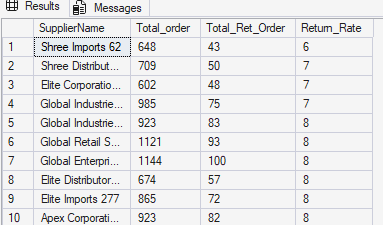 Results Messages
SupplierName Total_order Total_Ret_Order Return_Rate
1 Shree Imports 62 648 43 6
2 Shree Distribut... 709 50 7
3 Elite Corporatio... 602 48 7
4 Global Industrie... 985 75 7
5 Global Industrie... 923 83 8
6 Global Retail S... 1121 93 8
7 Global Enterpri... 1144 100 8
8 Elite Distributor... 674 57 8
9 Elite Imports 277 865 72 8
10 Apex Corporati... 923 82 8